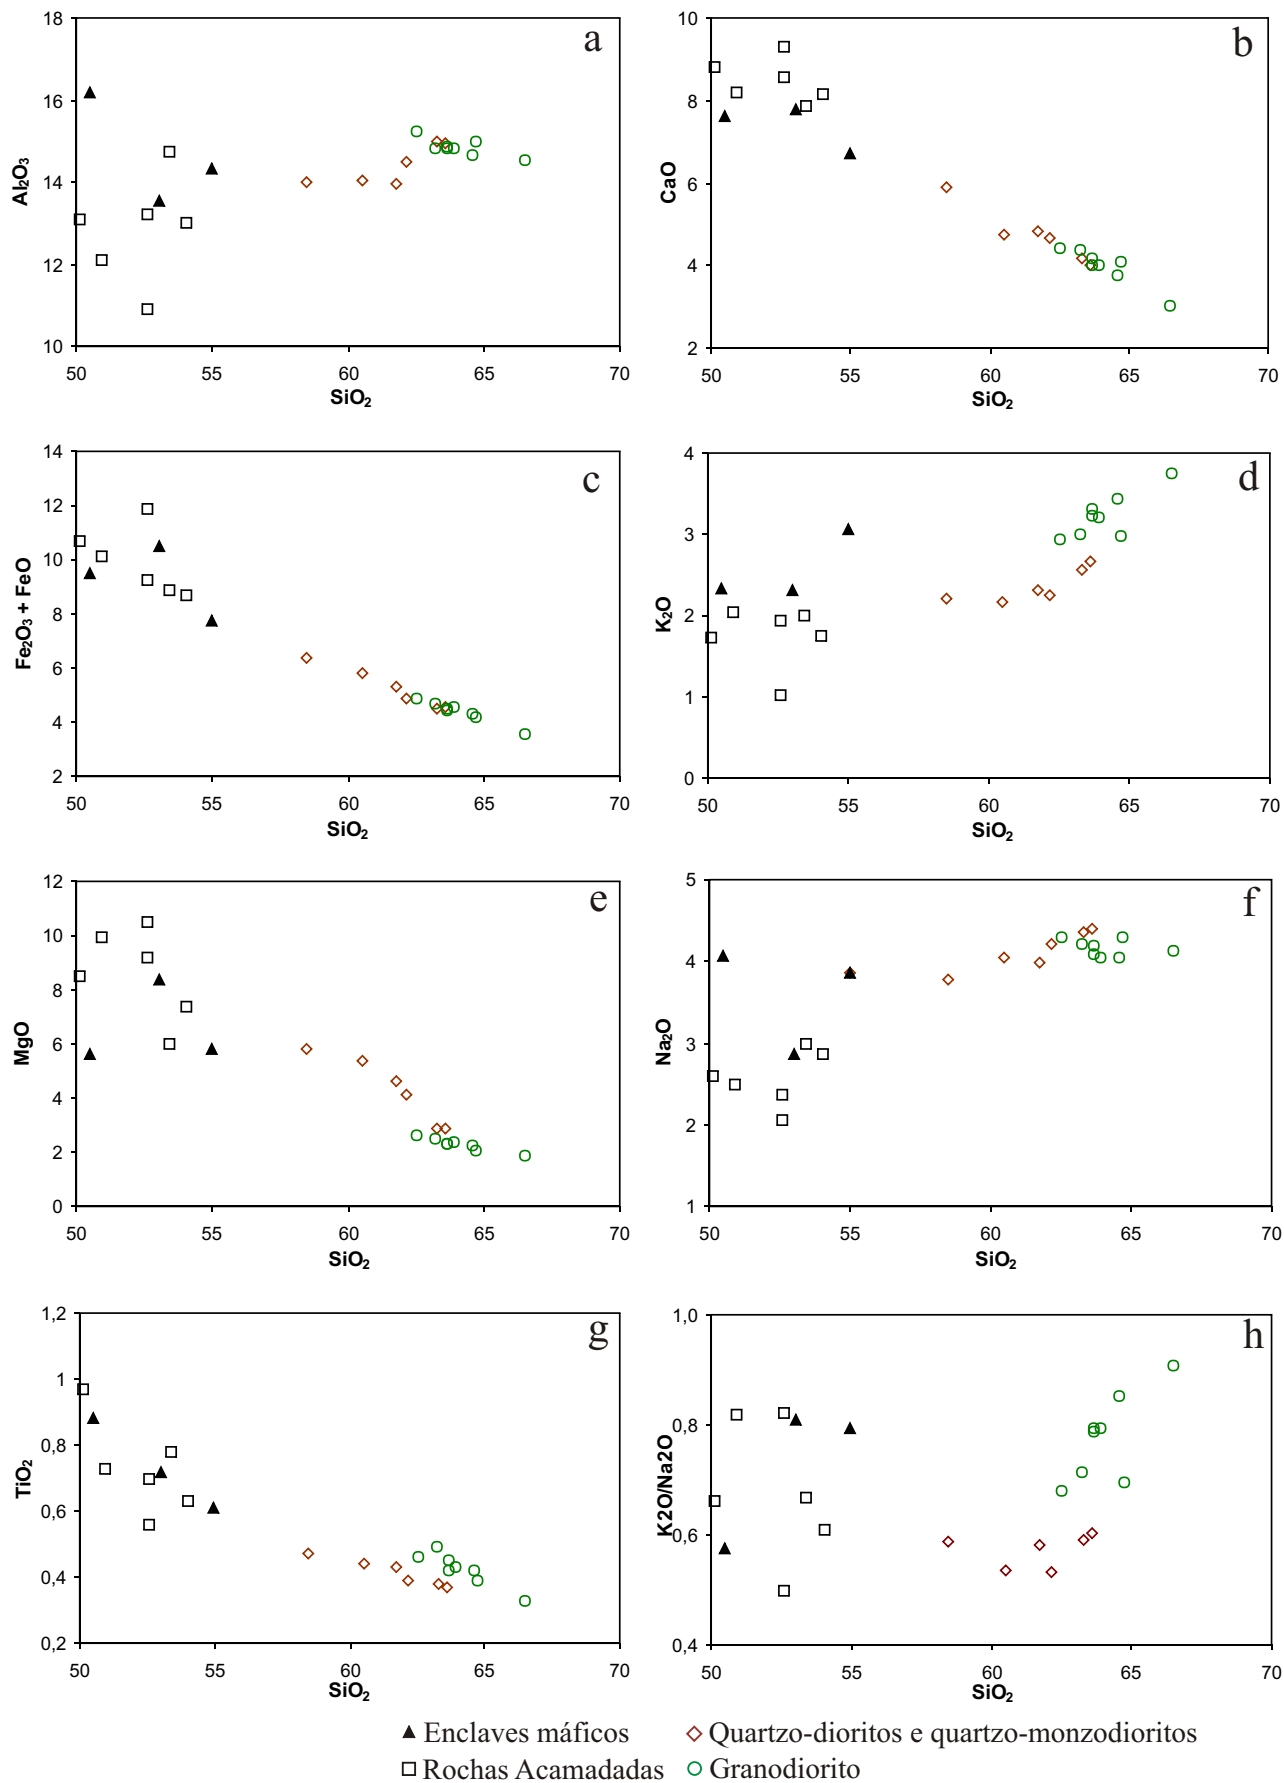 18
16
14
12
10
Al₂O₃
a
50 55 60 65 70
SiO₂
10
8
6
4
2
CaO
b
50 55 60 65 70
SiO₂
14
12
10
8
6
4
2
Fe₂O₃ + FeO
c
50 55 60 65 70
SiO₂
4
3
2
1
0
K₂O
d
50 55 60 65 70
SiO₂
12
10
8
6
4
2
0
MgO
e
50 55 60 65 70
SiO₂
5
4
3
2
1
Na₂O
f
50 55 60 65 70
SiO₂
1,2
1
0,8
0,6
0,4
0,2
TiO₂
g
50 55 60 65 70
SiO₂
1,0
0,8
0,6
0,4
K2O/Na2O
h
50 55 60 65 70
SiO₂
Enclaves máficos
Quartzo-dioritos e quartzo-monzodioritos
Rochas Acamadadas
Granodiorito